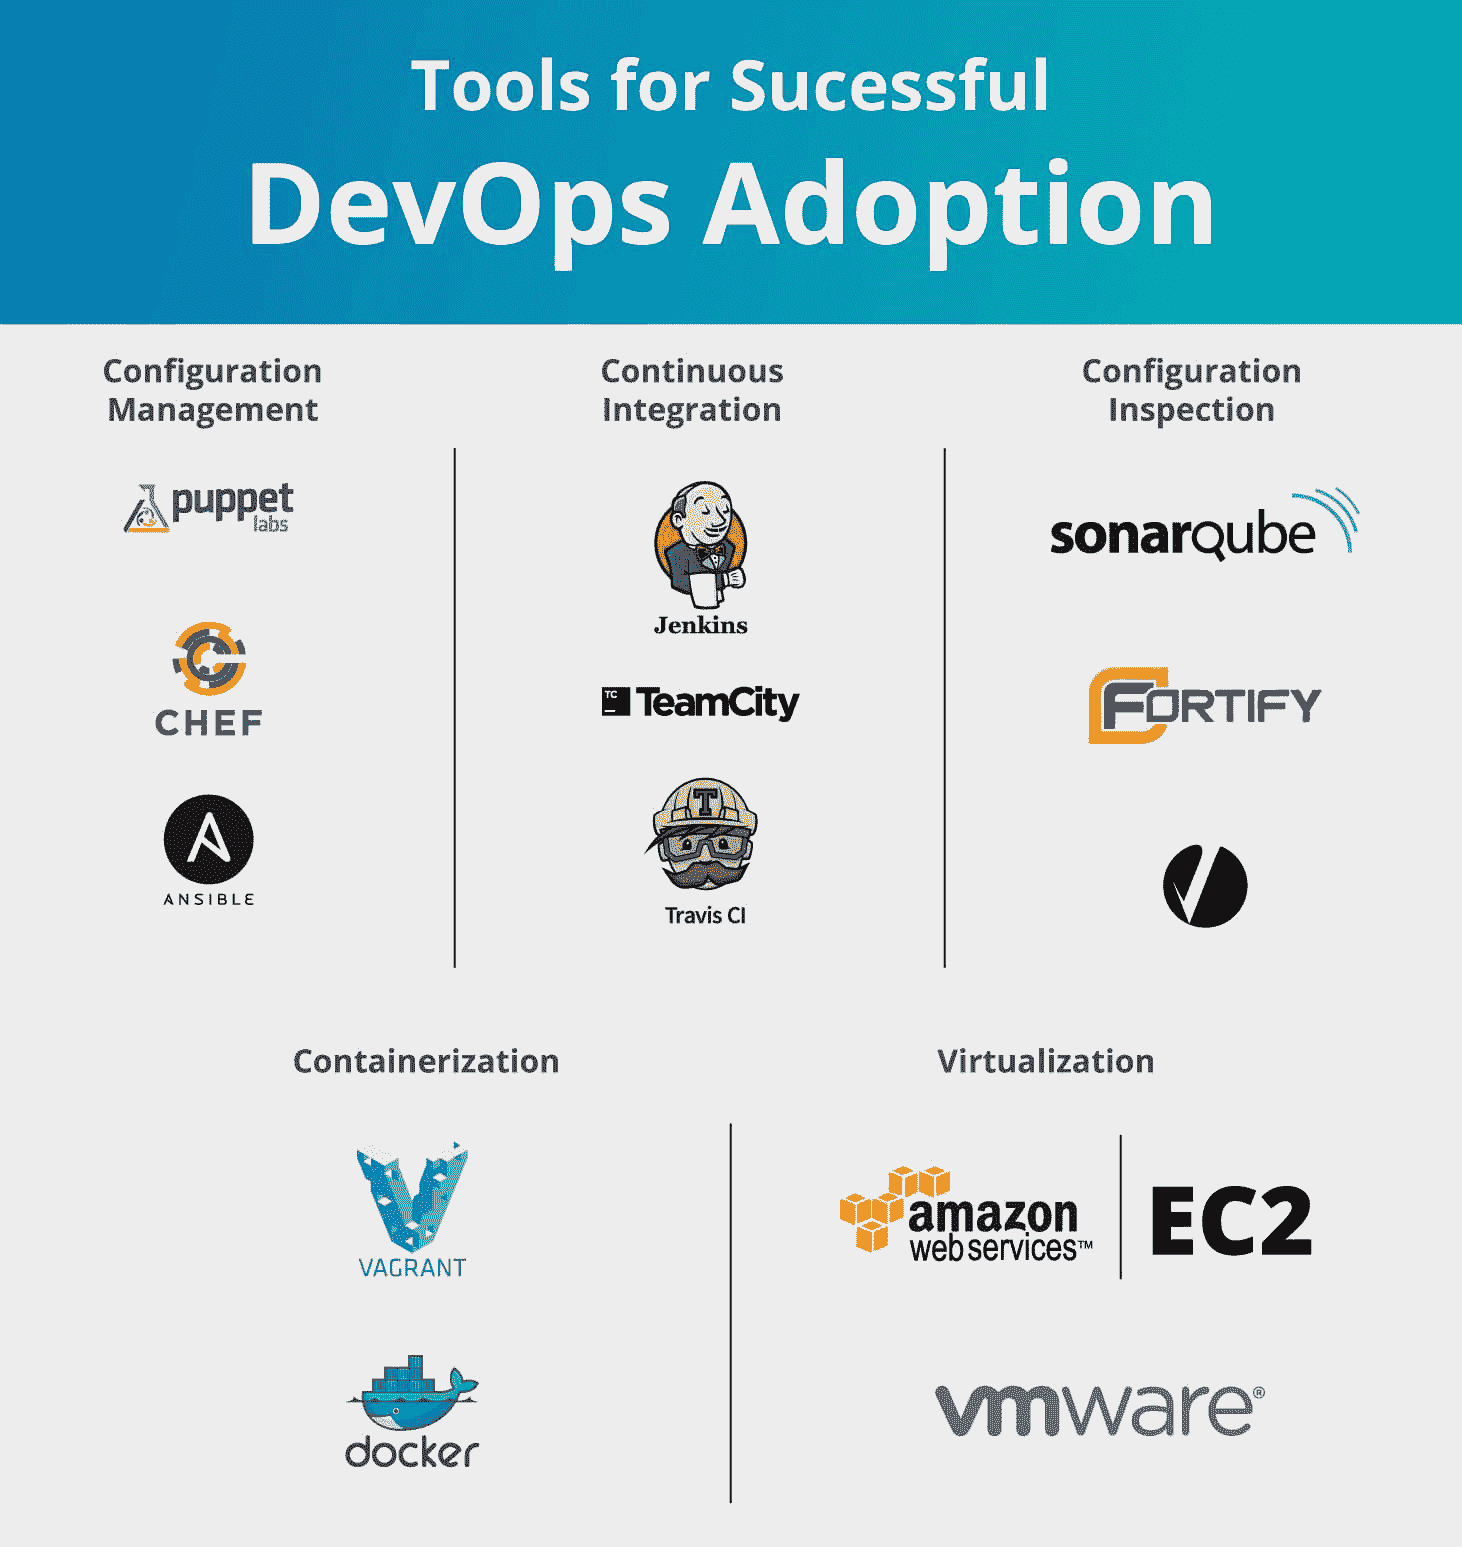 Tools for Sucessful
DevOps Adoption
Configuration
Management
puppet
labs
CHEF
A
ANSIBLE
Continuous
Integration
Jenkins
TC
TeamCity
T
Travis CI
Configuration
Inspection
sonarqube
FORTIFY
Containerization
VAGRANT
docker
Virtualization
amazon
web services™
EC2
vmware®